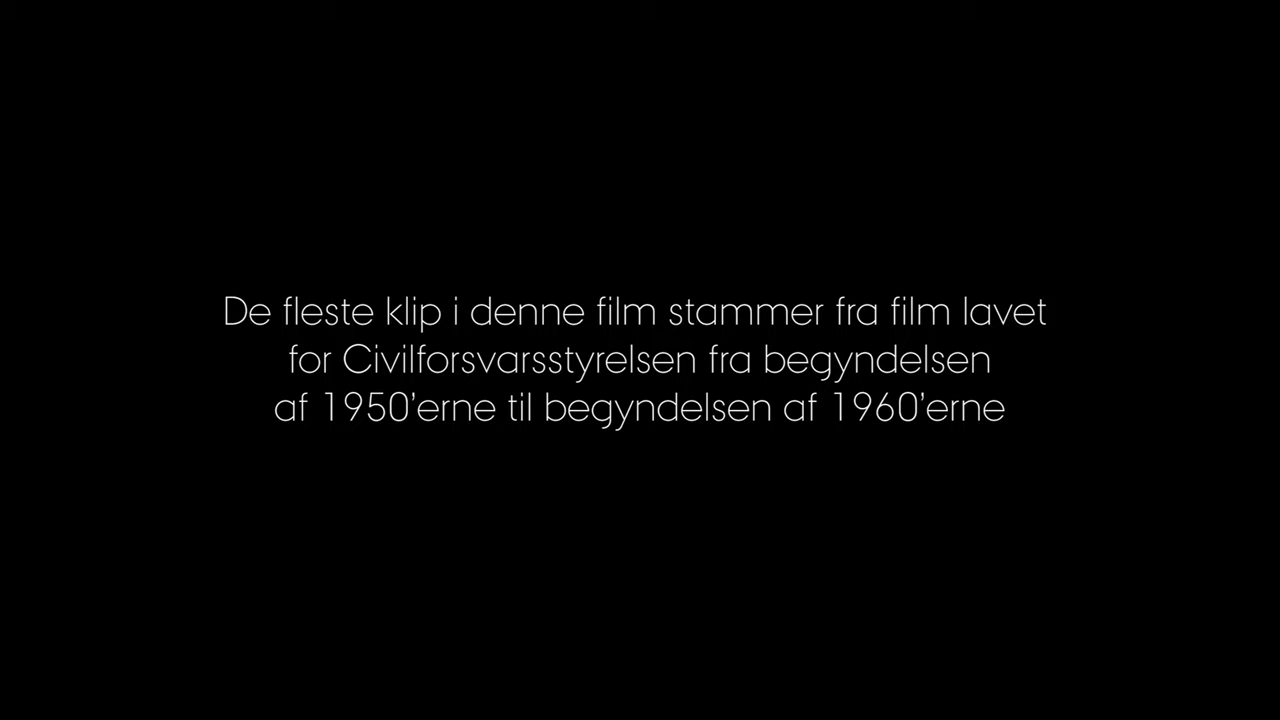 De fleste klip i denne film stammer fra film lavet
for Civilforsvarsstyrelsen fra begyndelsen
af 1950’erne til begyndelsen af 1960’erne